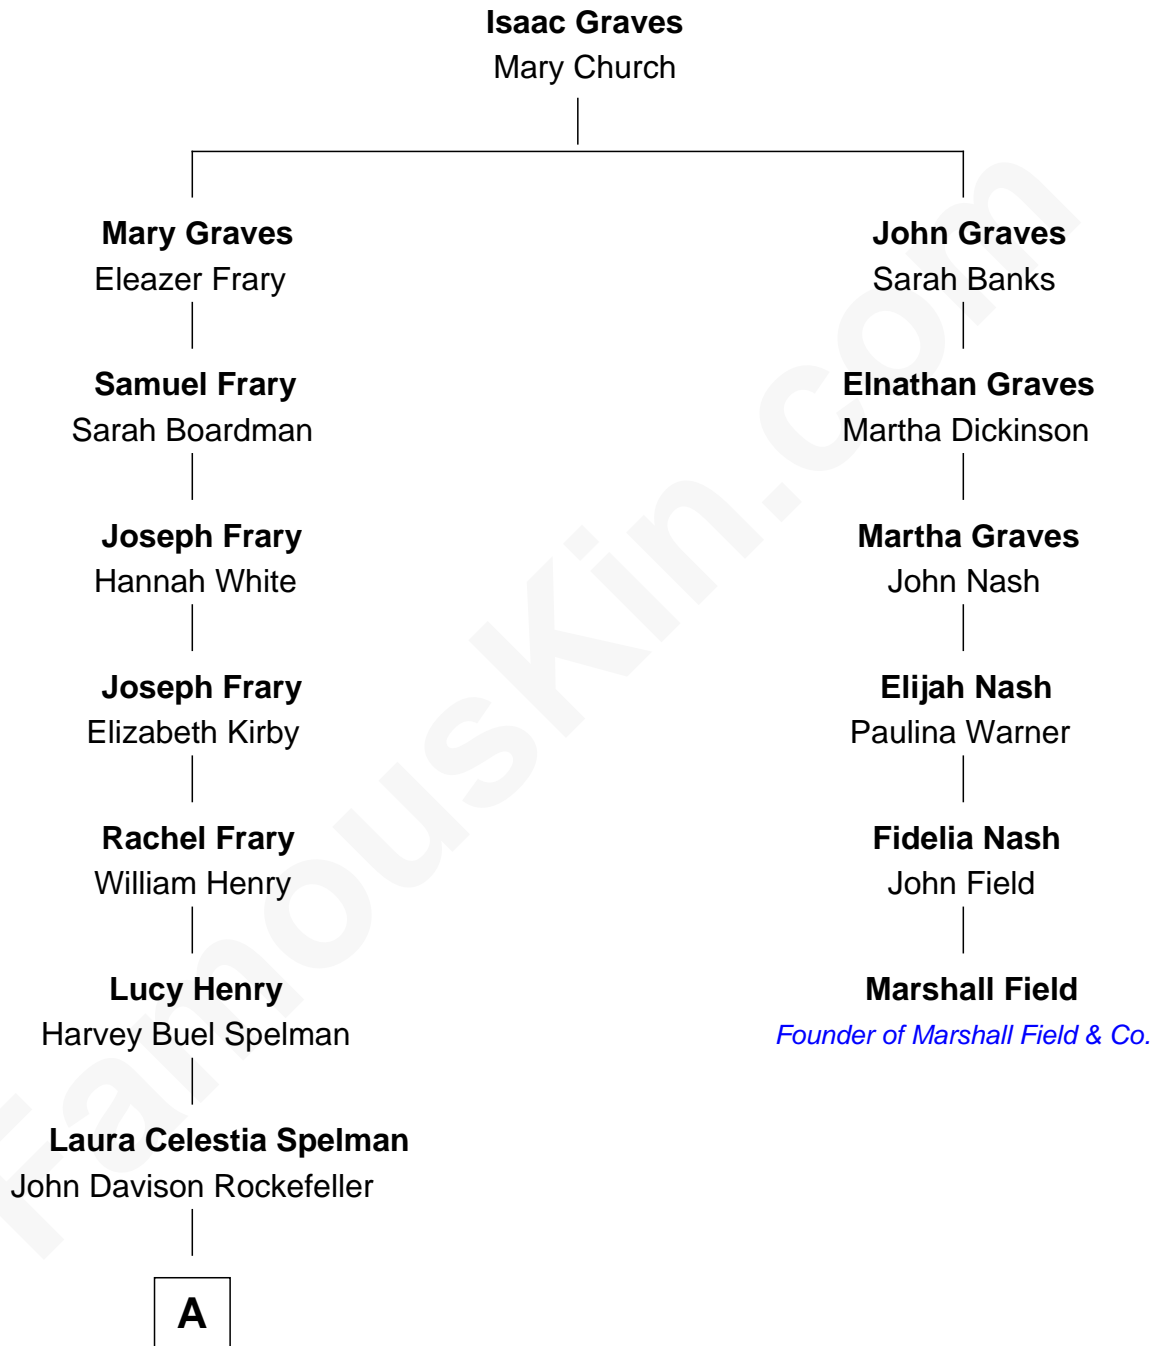 Isaac Graves
Mary Church
Mary Graves
Eleazer Frary
John Graves
Sarah Banks
Samuel Frary
Sarah Boardman
Elnathan Graves
Martha Dickinson
Joseph Frary
Hannah White
Martha Graves
John Nash
Joseph Frary
Elizabeth Kirby
Elijah Nash
Paulina Warner
Rachel Frary
William Henry
Fidelia Nash
John Field
Lucy Henry
Harvey Buel Spelman
Marshall Field
Founder of Marshall Field & Co.
Laura Celestia Spelman
John Davison Rockefeller
A
FamousKin.com